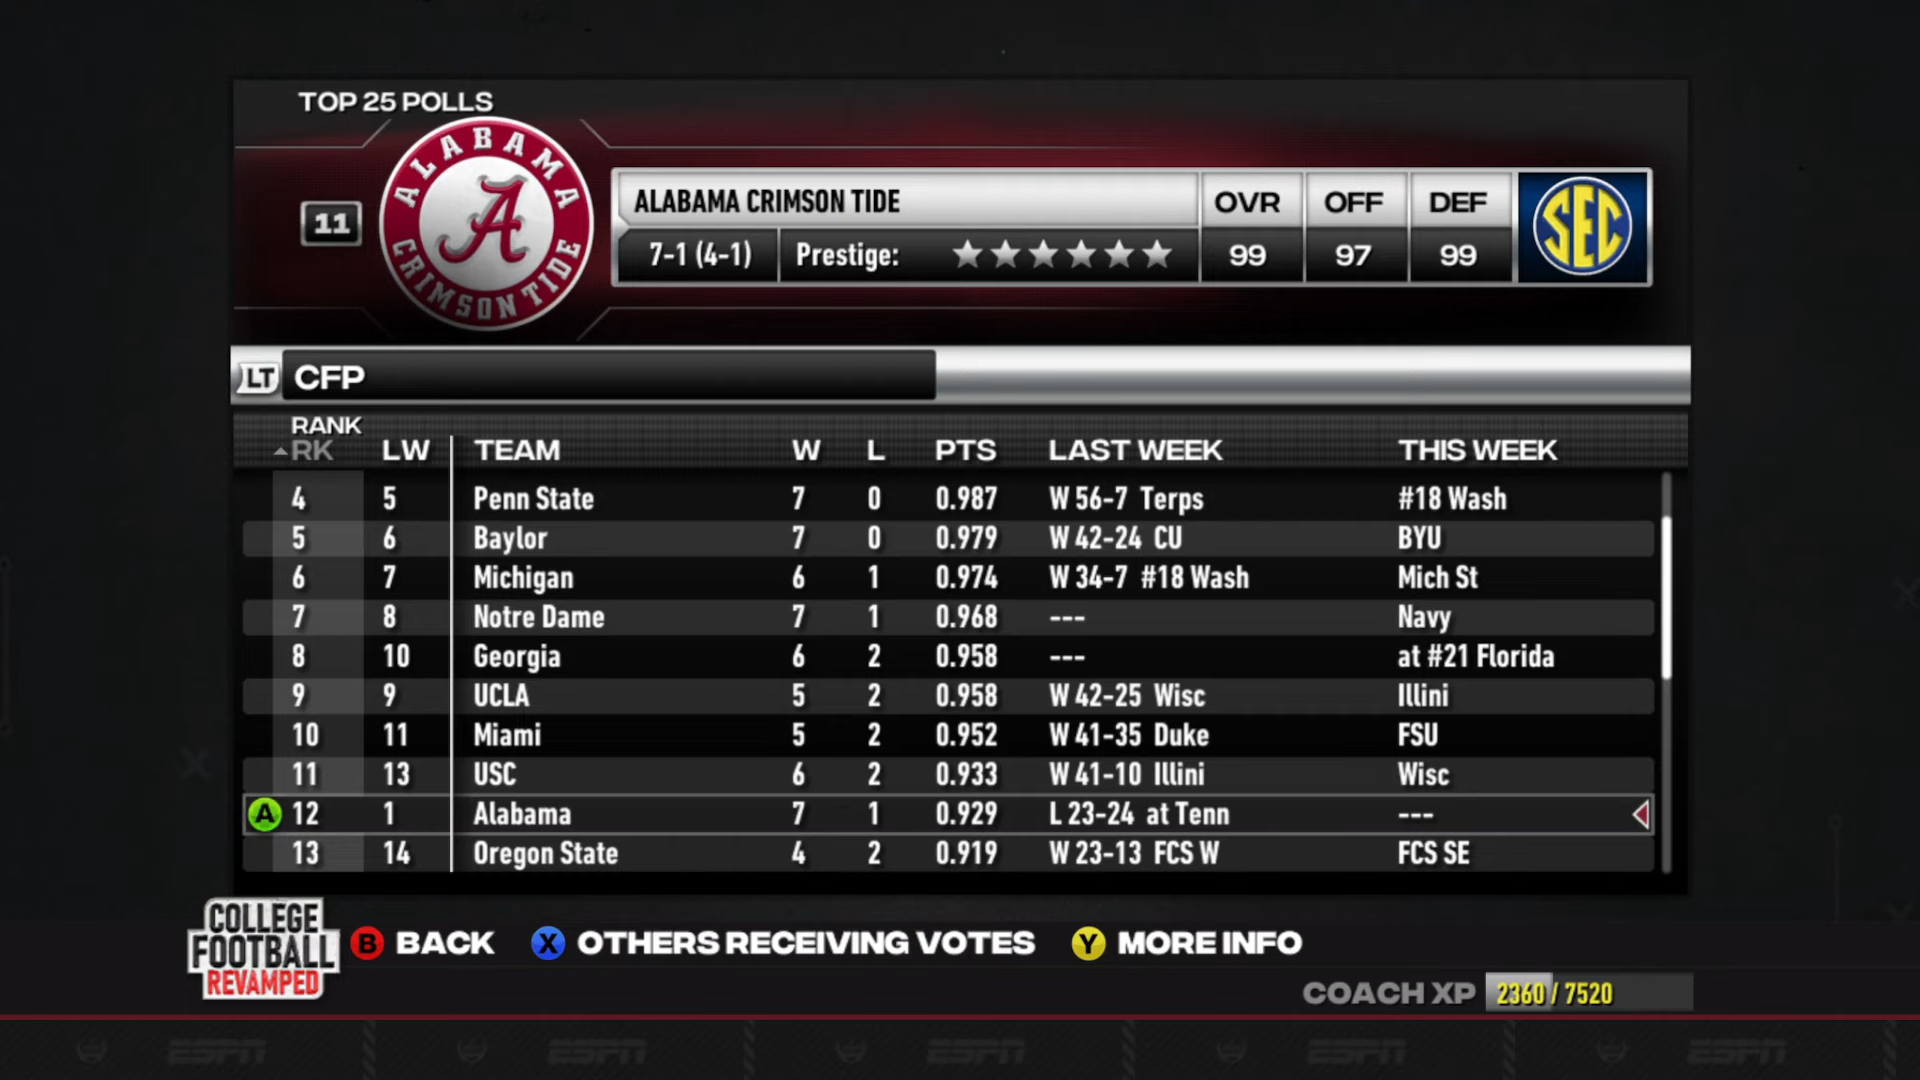 TOP 25 POLLS
11
ALABAMA CRIMSON TIDE
A
ALABAMA CRIMSON TIDE OVR OFF DEF
SEC
7-1 (4-1) Prestige: 99 97 99
LT CFP
RANK
RK LW TEAM W L PTS LAST WEEK THIS WEEK
4 5 Penn State 7 0 0.987 W 56-7 Terps #18 Wash
5 6 Baylor 7 0 0.979 W 42-24 CU BYU
6 7 Michigan 6 1 0.974 W 34-7 #18 Wash Mich St
7 8 Notre Dame 7 1 0.968 --- Navy
8 10 Georgia 6 2 0.958 --- at #21 Florida
9 9 UCLA 5 2 0.958 W 42-25 Wisc Illini
10 11 Miami 5 2 0.952 W 41-35 Duke FSU
11 13 USC 6 2 0.933 W 41-10 Illini Wisc
A 12 1 Alabama 7 1 0.929 L 23-24 at Tenn ---
13 14 Oregon State 4 2 0.919 W 23-13 FCS W FCS SE
COLLEGE
FOOTBALL
REVAMPED
B BACK X OTHERS RECEIVING VOTES Y MORE INFO
COACH XP 2360 / 7520
ESPN ESPN ESPN ESPN ESPN